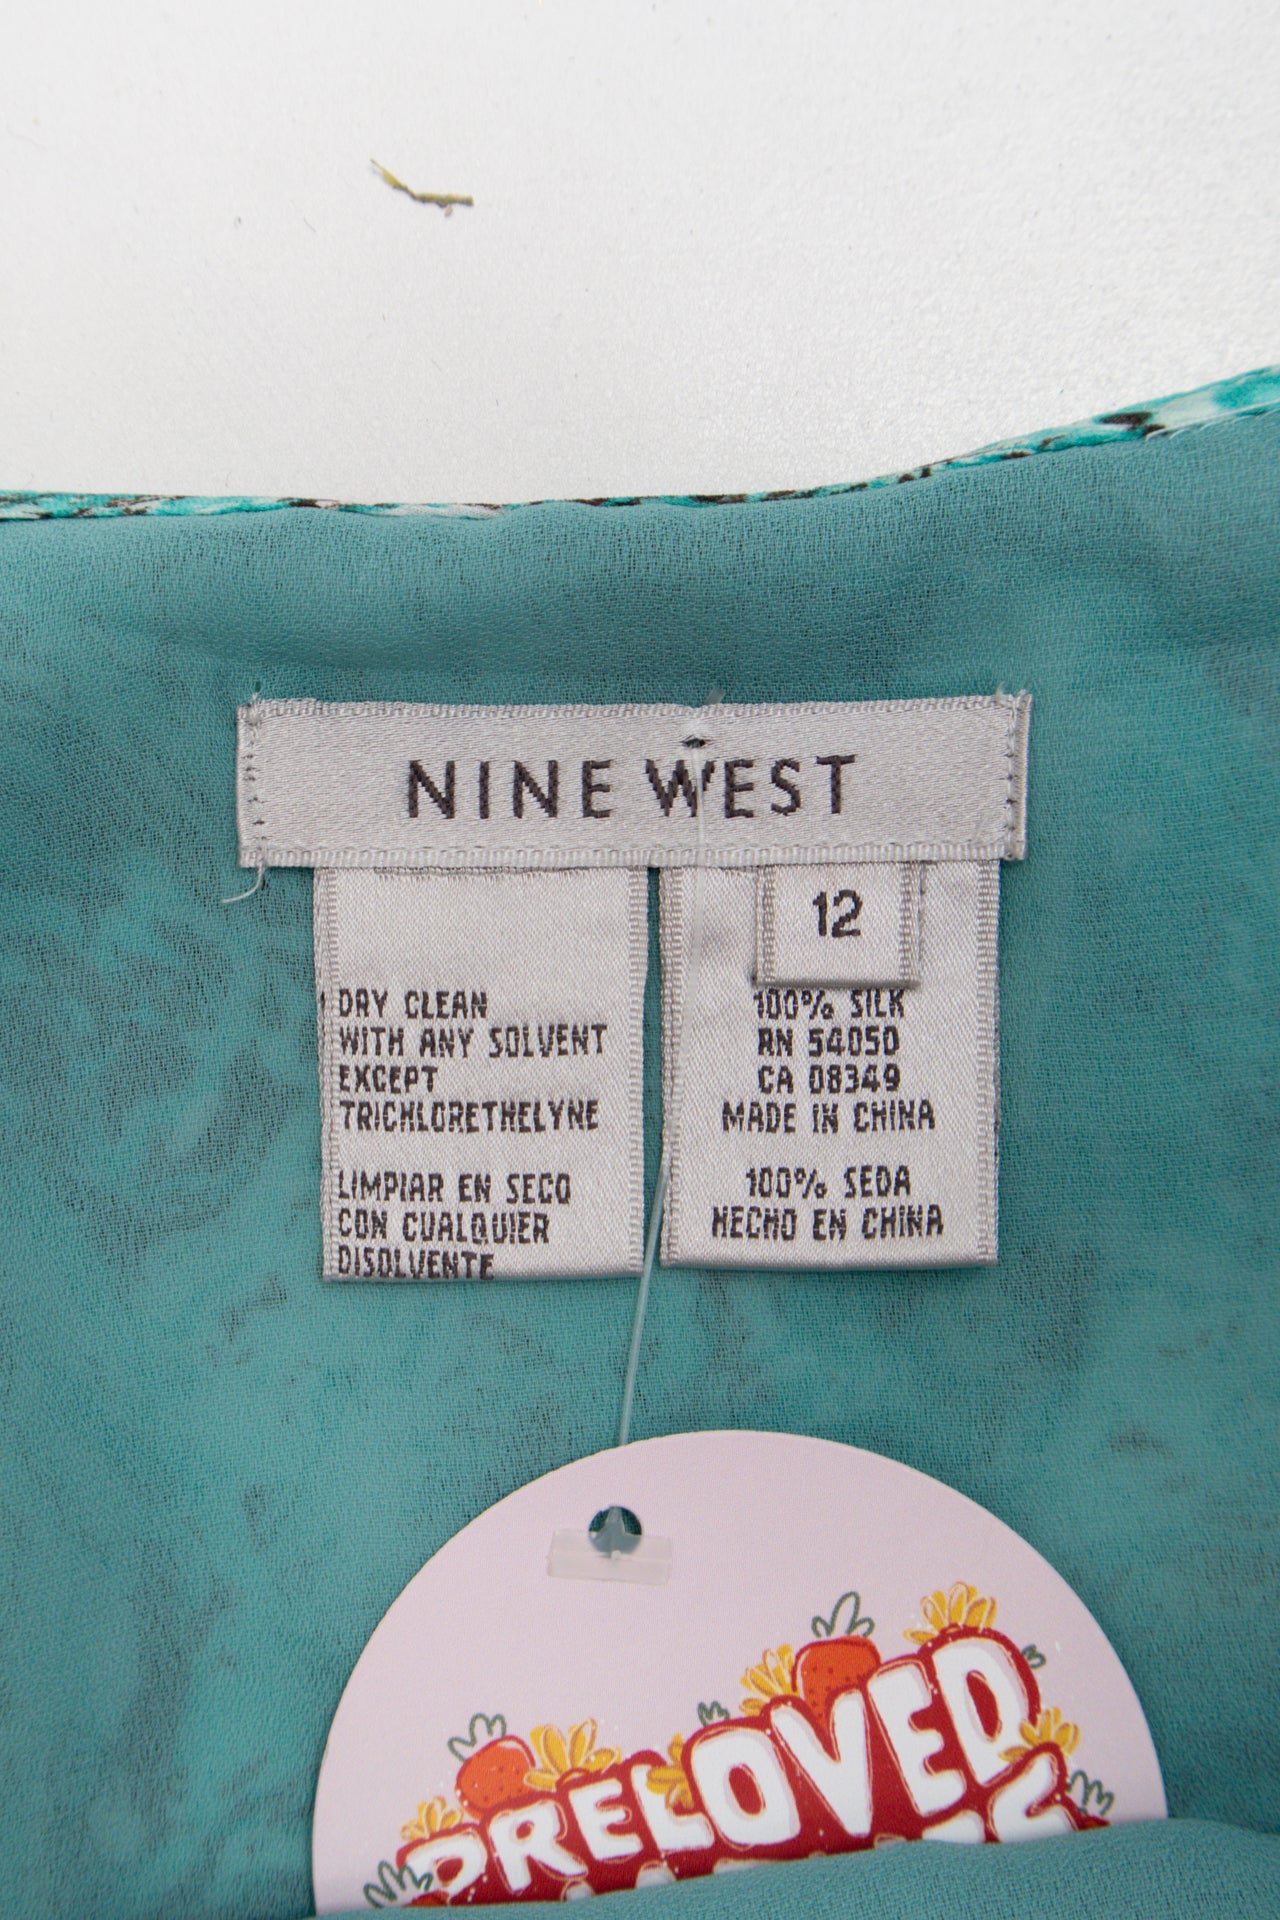 NINE WEST
12
DRY CLEAN
WITH ANY SOLVENT
EXCEPT
TRICHLORETHELYNE
LIMPIAR EN SECO
CON CUALQUIER
DISOLVENTE
100% SILK
RN 54050
CA 08349
MADE IN CHINA
100% SEDA
HECHO EN CHINA
PRELOVED